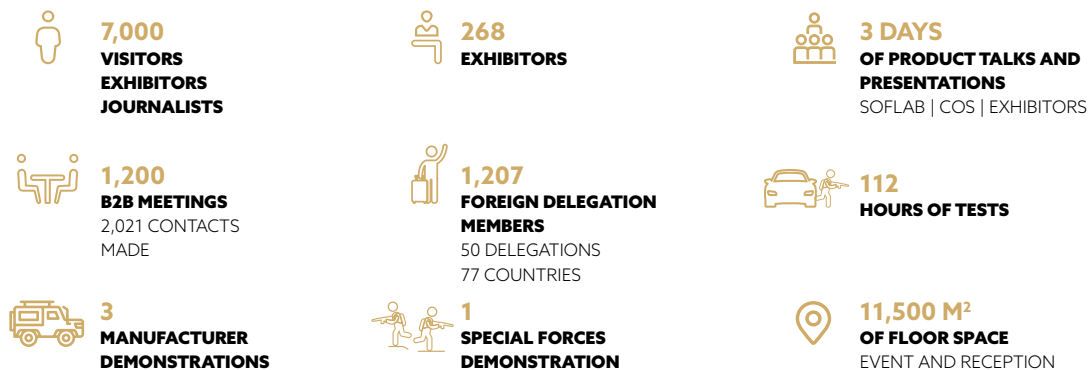 7,000
VISITORS
EXHIBITORS
JOURNALISTS
268
EXHIBITORS
3 DAYS
OF PRODUCT TALKS AND
PRESENTATIONS
SOFLAB | COS | EXHIBITORS
1,200
B2B MEETINGS
2,021 CONTACTS
MADE
1,207
FOREIGN DELEGATION
MEMBERS
50 DELEGATIONS
77 COUNTRIES
112
HOURS OF TESTS
3
MANUFACTURER
DEMONSTRATIONS
1
SPECIAL FORCES
DEMONSTRATION
11,500 M²
OF FLOOR SPACE
EVENT AND RECEPTION